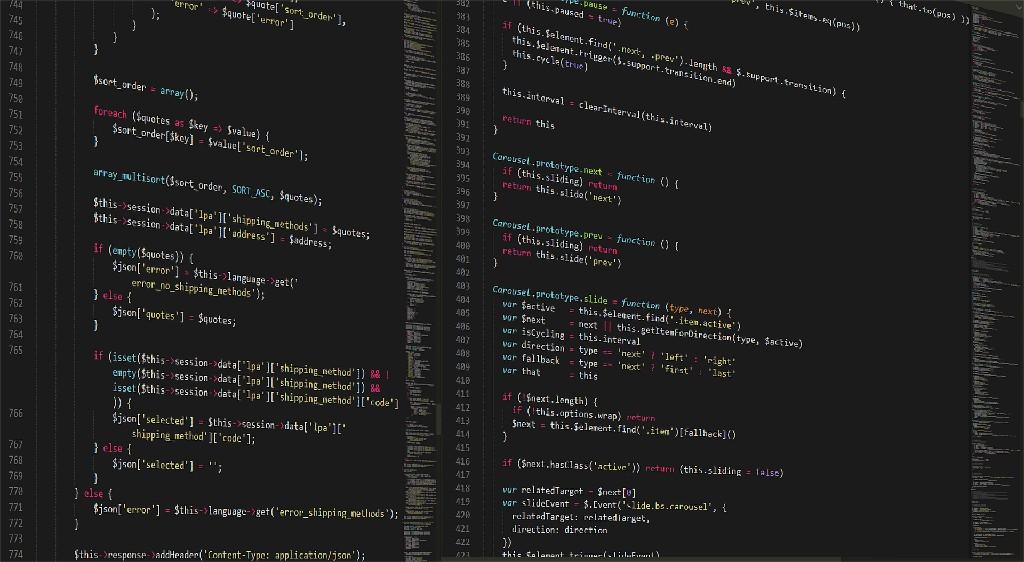 744
745
746
747
748
749
750
751
752
753
754
755
756
757
758
759
760
761
762
763
764
765
766
767
768
769
770
771
772
773
774
=> $quote['sort_order'],
'error' => $quote['error']
);
}
}
}
$sort_order = array();
foreach ($quotes as $key => $value) {
$sort_order[$key] = $value['sort_order'];
}
array_multisort($sort_order, SORT_ASC, $quotes);
$this->session->data['lpa']['shipping_methods'] = $quotes;
$this->session->data['lpa']['address'] = $address;
if (empty($quotes)) {
$json['error'] = $this->language->get('
error_no_shipping_methods');
} else {
$json['quotes'] = $quotes;
}
if (isset($this->session->data['lpa']['shipping_method']) && !
empty($this->session->data['lpa']['shipping_method']) &&
isset($this->session->data['lpa']['shipping_method']['code']
)) {
$json['selected'] = $this->session->data['lpa']['
shipping_method']['code'];
} else {
$json['selected'] = '';
}
} else {
$json['error'] = $this->language->get('error_shipping_methods');
}
$this->response->addHeader('Content-Type: application/json');
382
383
384
385
386
387
388
389
390
391
392
393
394
395
396
397
398
399
400
401
402
403
404
405
406
407
408
409
410
411
412
413
414
415
416
417
418
419
420
421
422
423
this.$items.eq(pos))
{ that.to(pos) })
.pause = function (e) {
(this.paused = true)
if (this.$element.find('.next, .prev').length && $.support.transition) {
this.$element.trigger($.support.transition.end)
this.cycle(true)
}
this.interval = clearInterval(this.interval)
return this
}
Carousel.prototype.next = function () {
if (this.sliding) return
return this.slide('next')
}
Carousel.prototype.prev = function () {
if (this.sliding) return
return this.slide('prev')
}
Carousel.prototype.slide = function (type, next) {
var $active = this.$element.find('.item.active')
var $next = next || this.getItemForDirection(type, $active)
var isCycling = this.interval
var direction = type == 'next' ? 'left' : 'right'
var fallback = type == 'next' ? 'first' : 'last'
var that = this
if (!$next.length) {
if (!this.options.wrap) return
$next = this.$element.find('.item')[fallback]()
}
if ($next.hasClass('active')) return (this.sliding = false)
var relatedTarget = $next[0]
var slideEvent = $.Event('slide.bs.carousel', {
relatedTarget: relatedTarget,
direction: direction
})
this.$element.trigger(slideEvent)